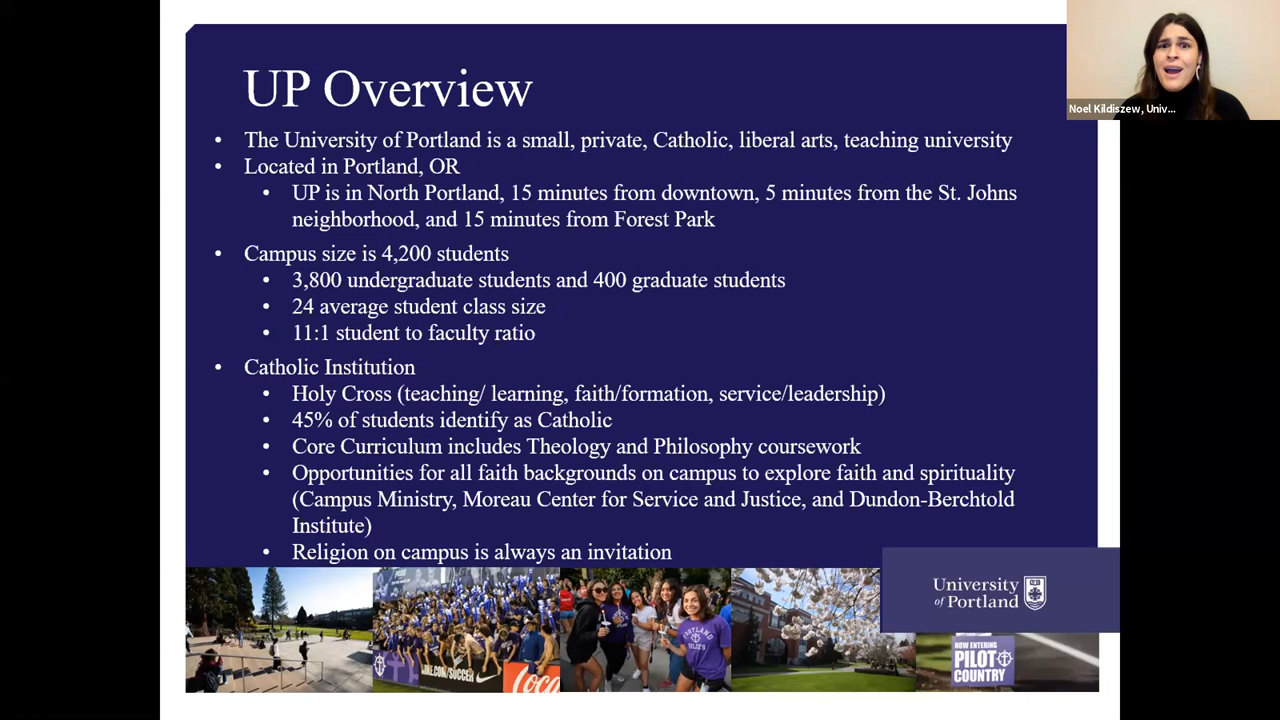 UP Overview
Noel Kildiszew, Univ...
• The University of Portland is a small, private, Catholic, liberal arts, teaching university
• Located in Portland, OR
• UP is in North Portland, 15 minutes from downtown, 5 minutes from the St. Johns
neighborhood, and 15 minutes from Forest Park
• Campus size is 4,200 students
• 3,800 undergraduate students and 400 graduate students
• 24 average student class size
• 11:1 student to faculty ratio
• Catholic Institution
• Holy Cross (teaching/ learning, faith/formation, service/leadership)
• 45% of students identify as Catholic
• Core Curriculum includes Theology and Philosophy coursework
• Opportunities for all faith backgrounds on campus to explore faith and spirituality
(Campus Ministry, Moreau Center for Service and Justice, and Dundon-Berchtold
Institute)
• Religion on campus is always an invitation
University
of Portland
NOW ENTERING
PILOT
COUNTRY
PORTLAND